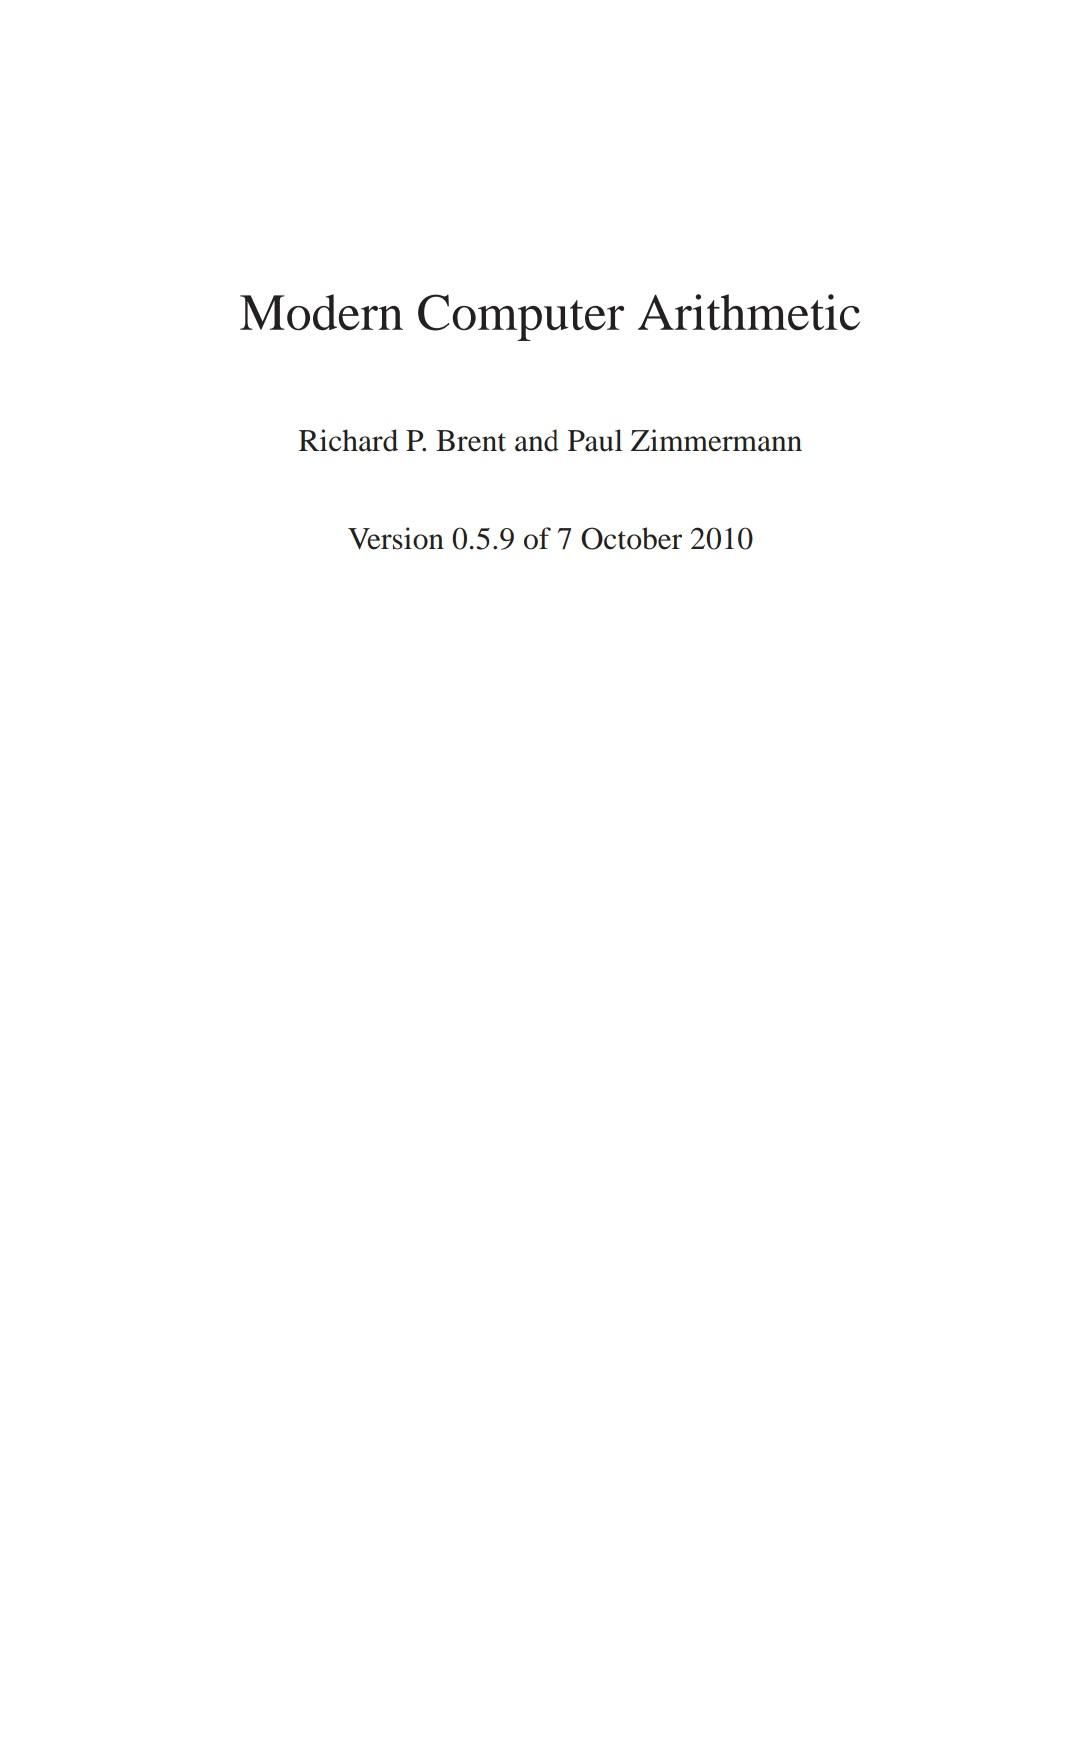 Modern Computer Arithmetic
Richard P. Brent and Paul Zimmermann
Version 0.5.9 of 7 October 2010